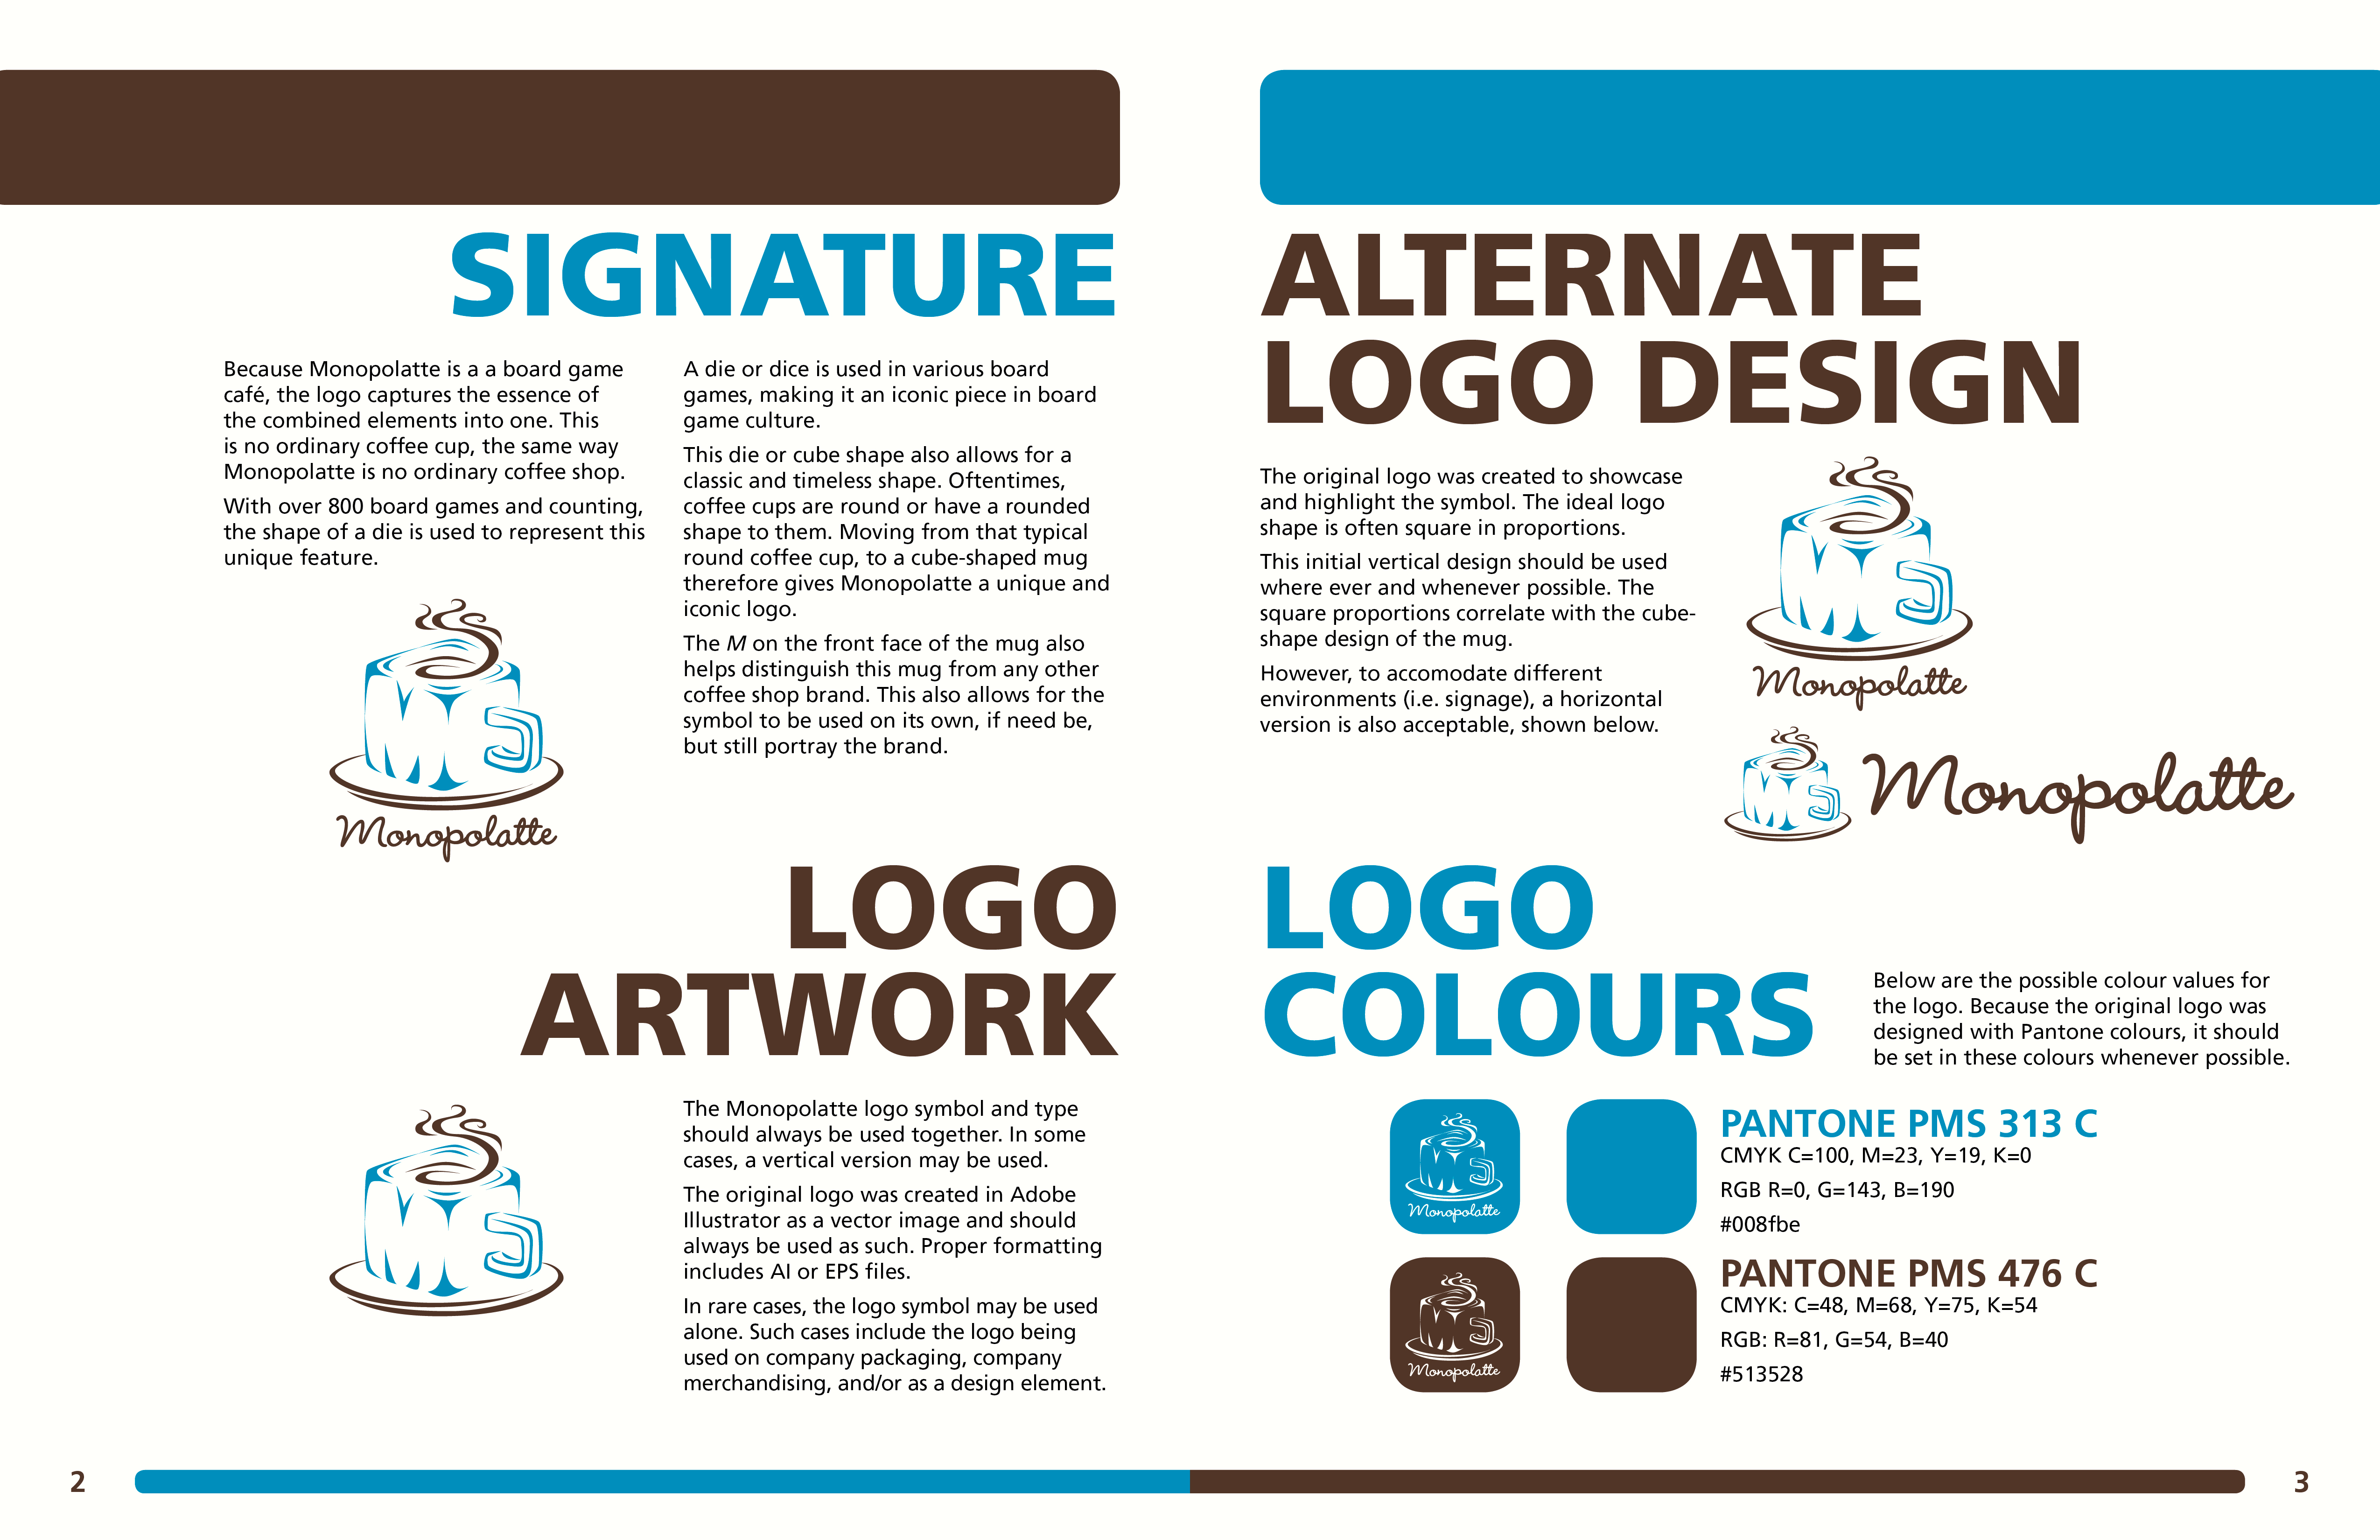 SIGNATURE
Because Monopolatte is a a board game
café, the logo captures the essence of
the combined elements into one. This
is no ordinary coffee cup, the same way
Monopolatte is no ordinary coffee shop.
With over 800 board games and counting,
the shape of a die is used to represent this
unique feature.
M
Monopolatte
A die or dice is used in various board
games, making it an iconic piece in board
game culture.
This die or cube shape also allows for a
classic and timeless shape. Oftentimes,
coffee cups are round or have a rounded
shape to them. Moving from that typical
round coffee cup, to a cube-shaped mug
therefore gives Monopolatte a unique and
iconic logo.
The M on the front face of the mug also
helps distinguish this mug from any other
coffee shop brand. This also allows for the
symbol to be used on its own, if need be,
but still portray the brand.
LOGO
ARTWORK
M
The Monopolatte logo symbol and type
should always be used together. In some
cases, a vertical version may be used.
The original logo was created in Adobe
Illustrator as a vector image and should
always be used as such. Proper formatting
includes AI or EPS files.
In rare cases, the logo symbol may be used
alone. Such cases include the logo being
used on company packaging, company
merchandising, and/or as a design element.
2
ALTERNATE
LOGO DESIGN
The original logo was created to showcase
and highlight the symbol. The ideal logo
shape is often square in proportions.
This initial vertical design should be used
where ever and whenever possible. The
square proportions correlate with the cube-
shape design of the mug.
However, to accomodate different
environments (i.e. signage), a horizontal
version is also acceptable, shown below.
M
Monopolatte
M
Monopolatte
LOGO
COLOURS
Below are the possible colour values for
the logo. Because the original logo was
designed with Pantone colours, it should
be set in these colours whenever possible.
M
Monopolatte
PANTONE PMS 313 C
CMYK C=100, M=23, Y=19, K=0
RGB R=0, G=143, B=190
#008fbe
M
Monopolatte
PANTONE PMS 476 C
CMYK: C=48, M=68, Y=75, K=54
RGB: R=81, G=54, B=40
#513528
3